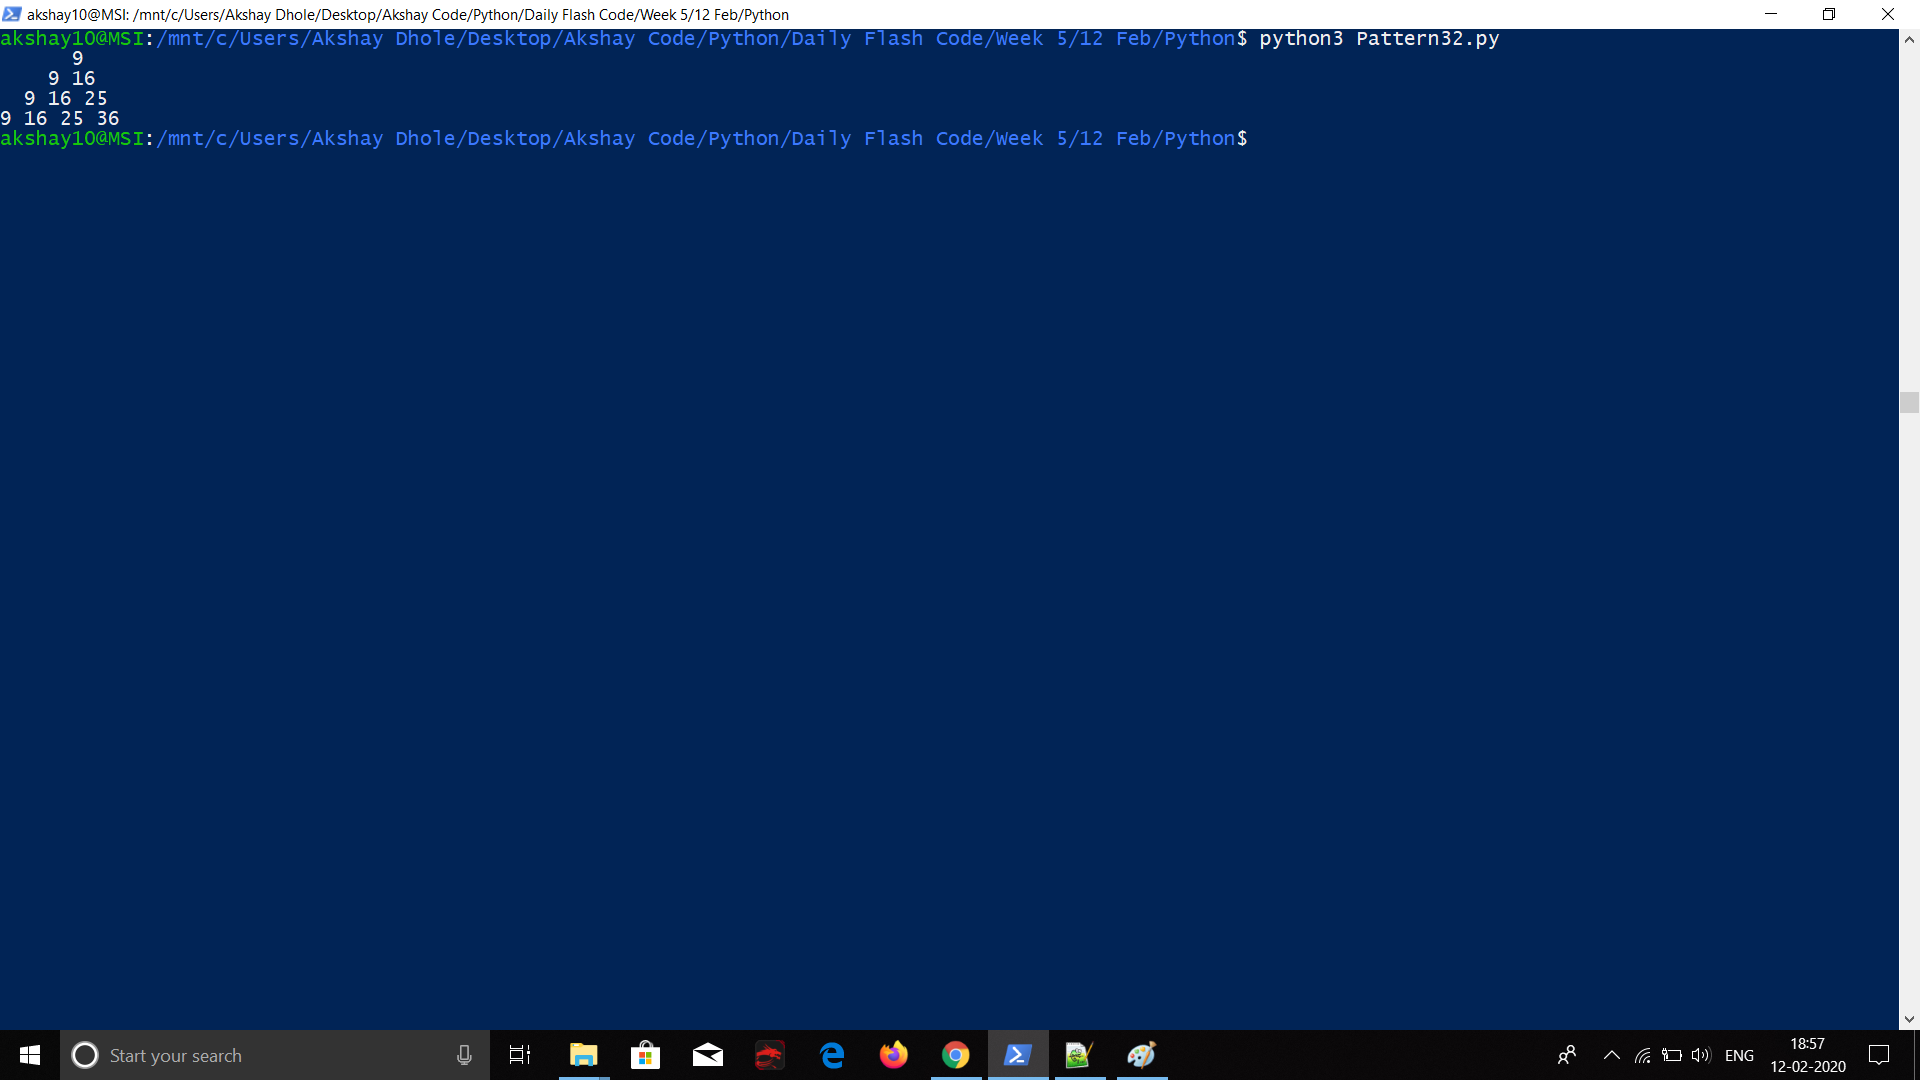 akshay10@MSI: /mnt/c/Users/Akshay Dhole/Desktop/Akshay Code/Python/Daily Flash Code/Week 5/12 Feb/Python
akshay10@MSI:/mnt/c/Users/Akshay Dhole/Desktop/Akshay Code/Python/Daily Flash Code/Week 5/12 Feb/Python$ python3 Pattern32.py
      9
    9 16
  9 16 25
9 16 25 36
akshay10@MSI:/mnt/c/Users/Akshay Dhole/Desktop/Akshay Code/Python/Daily Flash Code/Week 5/12 Feb/Python$
Start your search
ENG
18:57
12-02-2020